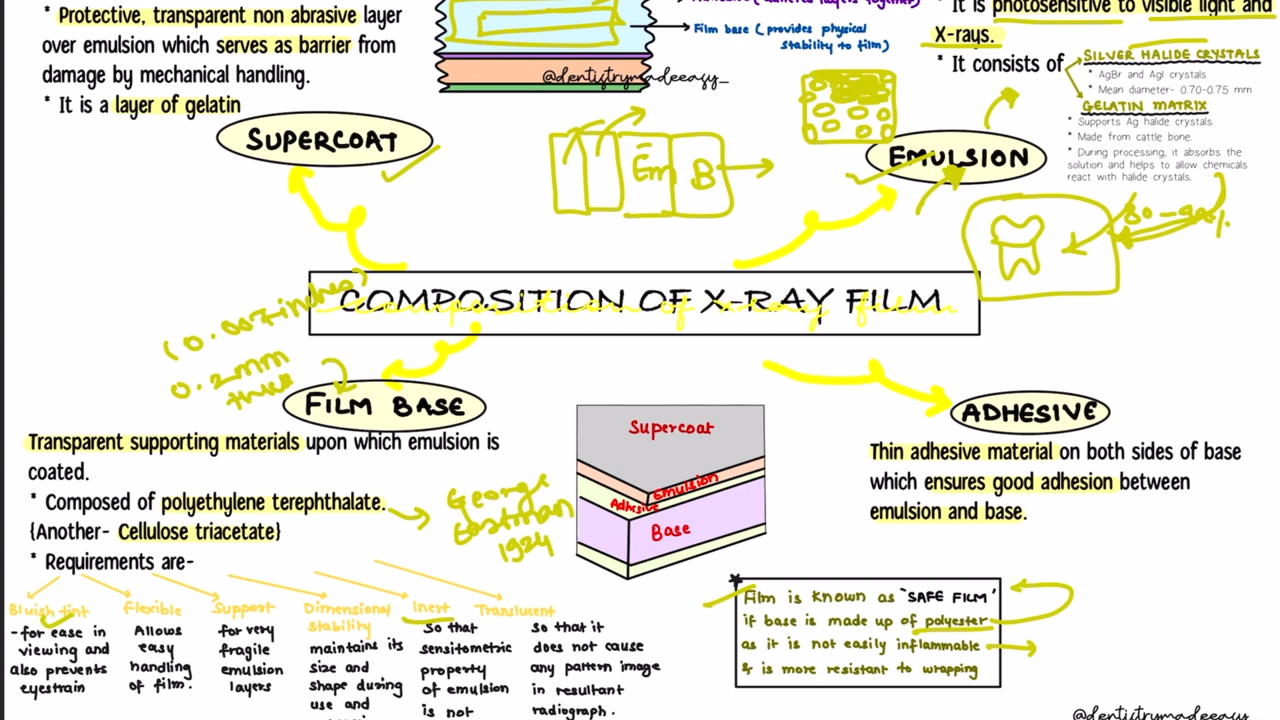 * Protective, transparent non abrasive layer
over emulsion which serves as barrier from
damage by mechanical handling.
* It is a layer of gelatin
SUPERCOAT
Film base (provides physical
stability to film)
@dentistrymadeeasy_
* It is photosensitive to visible light and
X-rays.
* It consists of
SILVER HALIDE CRYSTALS
* AgBr and AgI crystals
* Mean diameter- 0.70-0.75 mm
GELATIN MATRIX
* Supports Ag halide crystals.
* Made from cattle bone.
* During processing, it absorbs the
solution and helps to allow chemicals
react with halide crystals.
EMULSION
Em B
80-90%
COMPOSITION OF X-RAY FILM
composition of x-ray film
(0.007 inches)
0.2mm
thick
FILM BASE
Transparent supporting materials upon which emulsion is
coated.
* Composed of polyethylene terephthalate.
{Another- Cellulose triacetate}
* Requirements are-
George
Eastman
1924
Bluish tint
-for ease in
viewing and
also prevents
eyestrain
Flexible
Allows
easy
handling
of film.
Support
for very
fragile
emulsion
layers
Dimensional
stability
maintains its
size and
shape during
use and
Inert
So that
sensitometric
property
of emulsion
is not
Translucent
so that it
does not cause
any pattern image
in resultant
radiograph.
Supercoat
Emulsion
Adhesive
Base
ADHESIVE
Thin adhesive material on both sides of base
which ensures good adhesion between
emulsion and base.
Film is known as "SAFE FILM"
if base is made up of polyester
as it is not easily inflammable
& is more resistant to wrapping
@dentistrymadeeasy